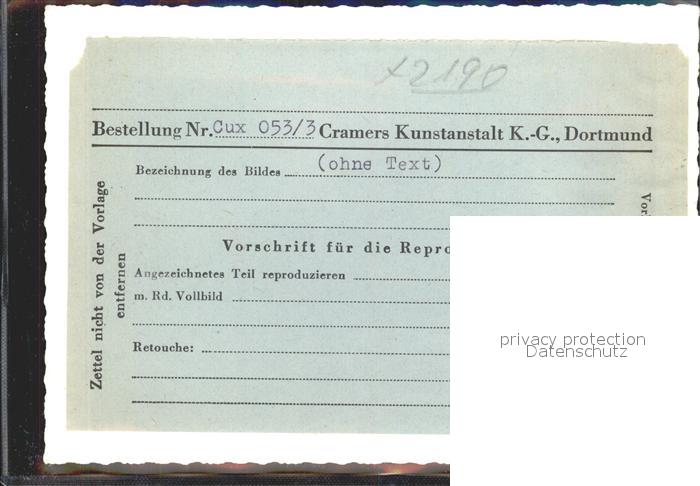 x2190
Bestellung Nr. Cux 053/3 Cramers Kunstanstalt K.-G., Dortmund
Bezeichnung des Bildes (ohne Text)
Vorschrift für die Repro
Angezeichnetes Teil reproduzieren
m. Rd. Vollbild
Retouche:
Zettel nicht von der Vorlage
entfernen
Vor
privacy protection
Datenschutz